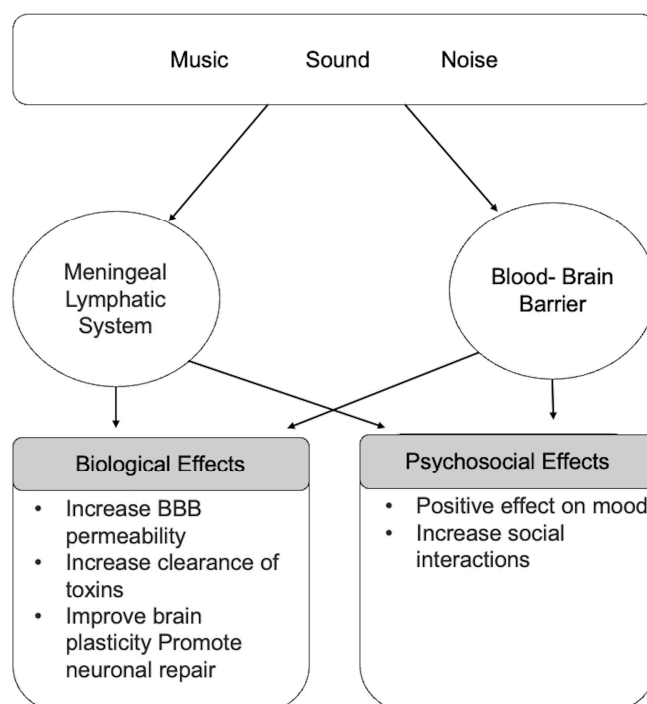 Music Sound Noise
Meningeal
Lymphatic
System
Blood- Brain
Barrier
Biological Effects
• Increase BBB
permeability
• Increase clearance of
toxins
• Improve brain
plasticity Promote
neuronal repair
Psychosocial Effects
• Positive effect on mood
• Increase social
interactions